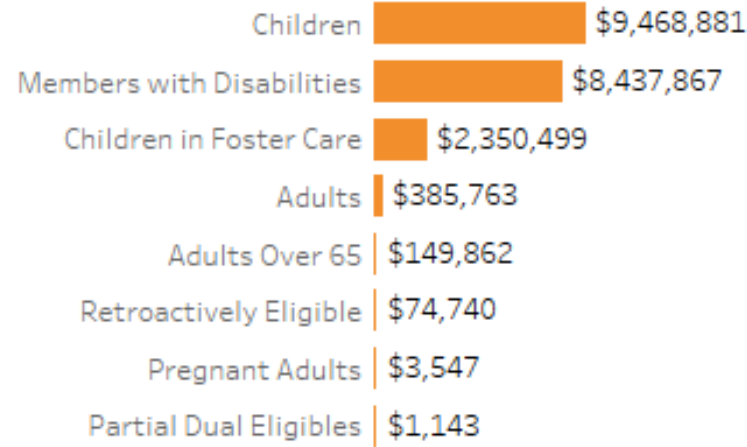 Children $9,468,881
Members with Disabilities $8,437,867
Children in Foster Care $2,350,499
Adults $385,763
Adults Over 65 $149,862
Retroactively Eligible $74,740
Pregnant Adults $3,547
Partial Dual Eligibles $1,143